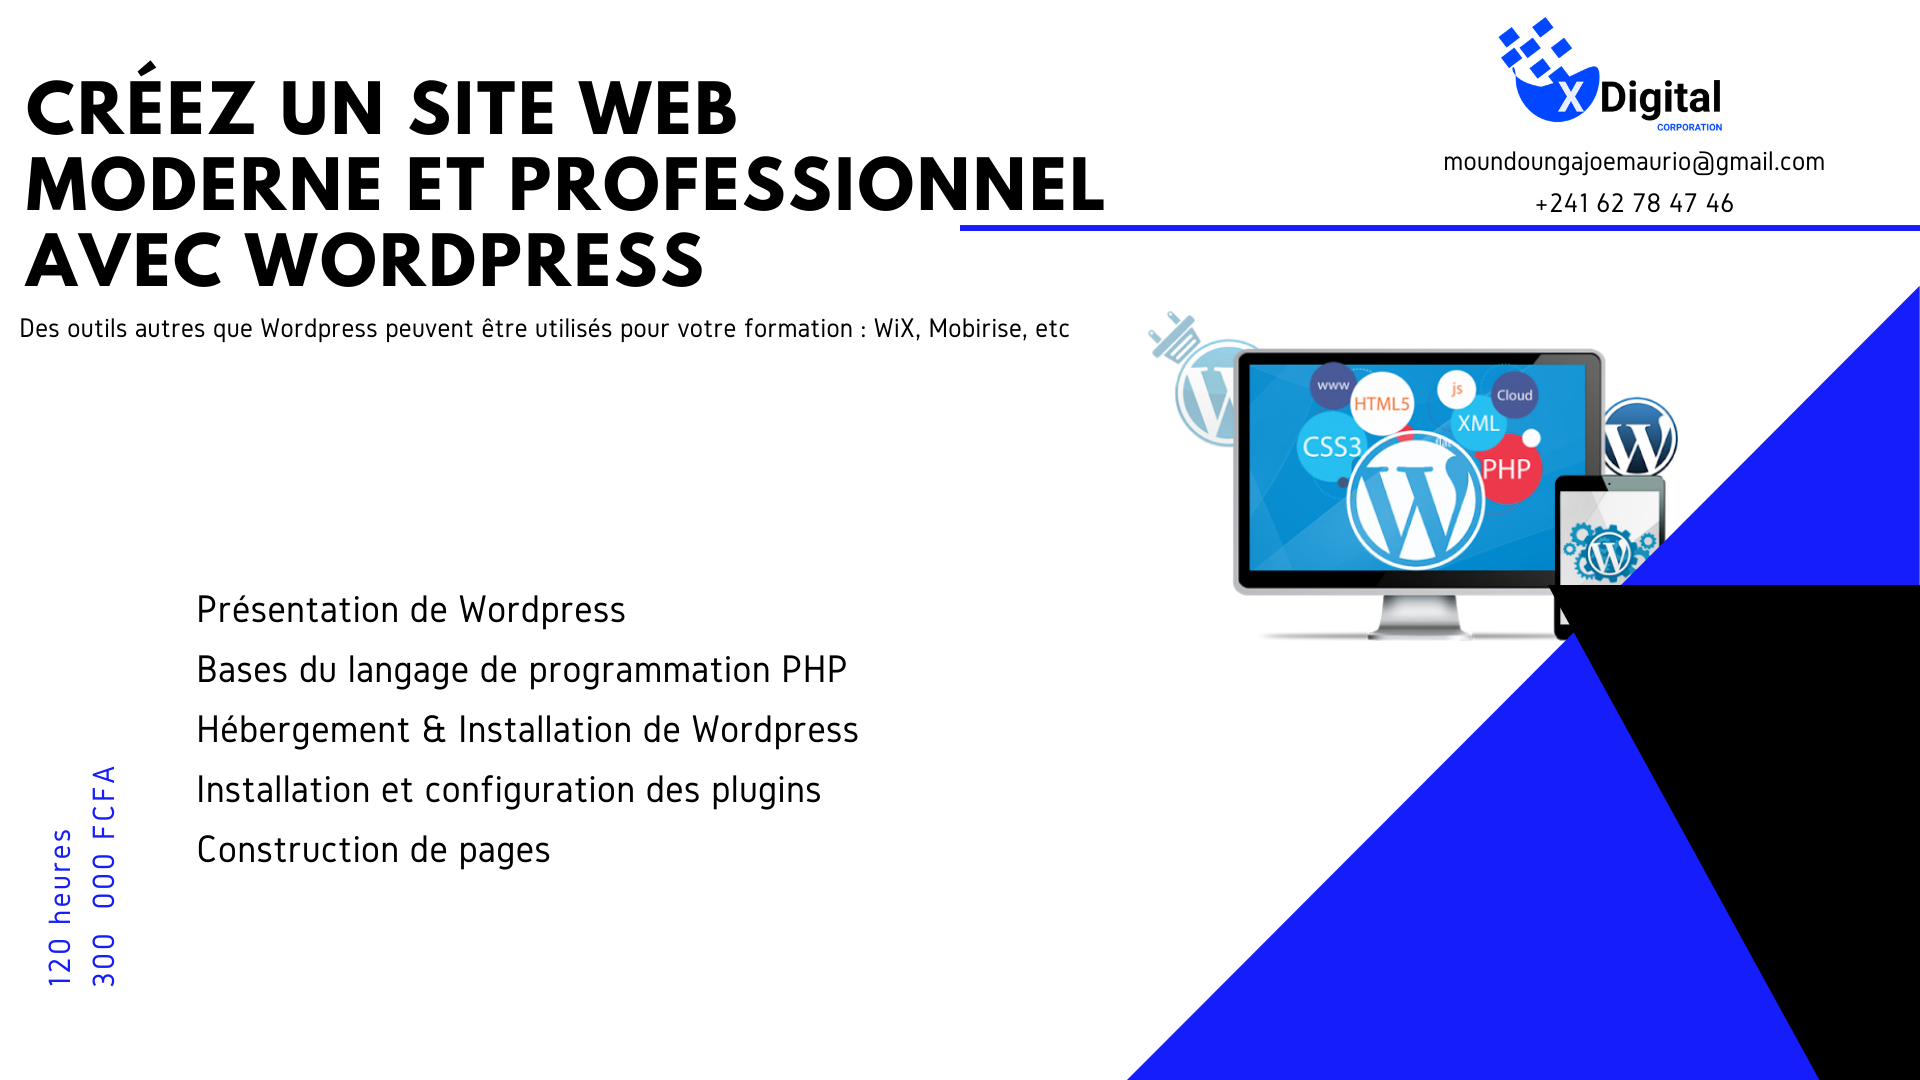 CRÉEZ UN SITE WEB
MODERNE ET PROFESSIONNEL
AVEC WORDPRESS
Des outils autres que Wordpress peuvent être utilisés pour votre formation : WiX, Mobirise, etc
X Digital
CORPORATION
moundoungajoemaurio@gmail.com
+241 62 78 47 46
www
HTML5
js
Cloud
CSS3
XML
PHP
Présentation de Wordpress
Bases du langage de programmation PHP
Hébergement & Installation de Wordpress
Installation et configuration des plugins
Construction de pages
120 heures
300 000 FCFA